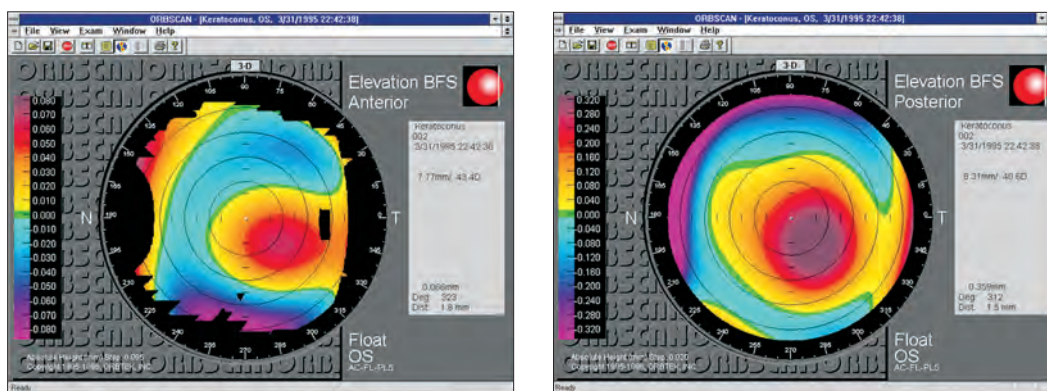 ORBSCAN - [Keratoconus, OS, 3/31/1995 22:42:38]
File View Exam Window Help
ORBSCAN
3-D
Elevation BFS
Anterior
0.080
0.070
0.060
0.050
0.040
0.030
0.020
0.010
0.000
-0.010
-0.020
-0.030
-0.040
-0.050
-0.060
-0.070
-0.080
N
T
Keratoconus
002
3/31/1995 22:42:38
7.77mm/ 43.4D
0.066mm
Deg: 323
Dist: 1.8 mm
Float
OS
AC-FL-PL5
Absolute Height (mm) Step: 0.005
Copyright 1995-1996, ORBTEK, INC.
Ready
ORBSCAN - [Keratoconus, OS, 3/31/1995 22:42:38]
File View Exam Window Help
ORBSCAN
3-D
Elevation BFS
Posterior
0.320
0.280
0.240
0.200
0.160
0.120
0.080
0.040
0.000
-0.040
-0.080
-0.120
-0.160
-0.200
-0.240
-0.280
-0.320
N
T
Keratoconus
002
3/31/1995 22:42:38
0.359mm
Deg: 312
Dist: 1.5 mm
Float
OS
AC-FL-PL5
Absolute Height (mm) Step: 0.020
Copyright 1995-1996, ORBTEK, INC.
Ready